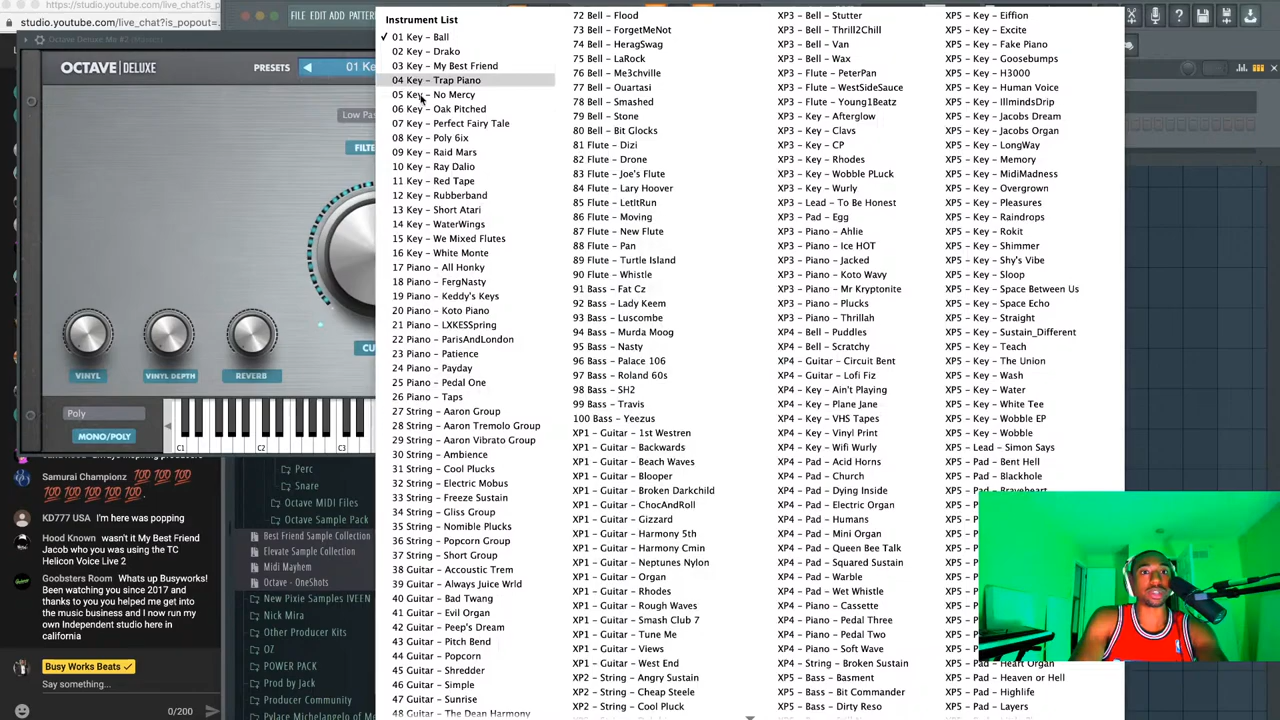 https://www.youtube.com/live_chat?is_pop
FILE EDIT ADD PATTERNS
Octave Deluxe Mo #2
OCTAVE DELUXE
01 Ke
Low Pas
FILTE
VINYL
VINYL DEPTH
REVERB
CU
Poly
MONO/POLY
C1
C2
C3
Instrument List
✓ 01 Key - Ball
02 Key - Drako
03 Key - My Best Friend
04 Key - Trap Piano
05 Key - No Mercy
06 Key - Oak Pitched
07 Key - Perfect Fairy Tale
08 Key - Poly 6ix
09 Key - Raid Mars
10 Key - Ray Dalio
11 Key - Red Tape
12 Key - Rubberband
13 Key - Short Atari
14 Key - WaterWings
15 Key - We Mixed Flutes
16 Key - White Monte
17 Piano - All Honky
18 Piano - FergNasty
19 Piano - Keddy's Keys
20 Piano - Koto Piano
21 Piano - LXKESSpring
22 Piano - ParisAndLondon
23 Piano - Patience
24 Piano - Payday
25 Piano - Pedal One
26 Piano - Taps
27 String - Aaron Group
28 String - Aaron Tremolo Group
29 String - Aaron Vibrato Group
30 String - Ambience
31 String - Cool Plucks
32 String - Electric Mobus
33 String - Freeze Sustain
34 String - Gliss Group
35 String - Nomible Plucks
36 String - Popcorn Group
37 String - Short Group
38 Guitar - Accoustic Trem
39 Guitar - Always Juice Wrld
40 Guitar - Bad Twang
41 Guitar - Evil Organ
42 Guitar - Peep's Dream
43 Guitar - Pitch Bend
44 Guitar - Popcorn
45 Guitar - Shredder
46 Guitar - Simple
47 Guitar - Sunrise
48 Guitar - The Dean Harmony
72 Bell - Flood
73 Bell - ForgetMeNot
74 Bell - HeragSwag
75 Bell - LaRock
76 Bell - Me3chville
77 Bell - Ouartasi
78 Bell - Smashed
79 Bell - Stone
80 Bell - Bit Glocks
81 Flute - Dizi
82 Flute - Drone
83 Flute - Joe's Flute
84 Flute - Lary Hoover
85 Flute - LetItRun
86 Flute - Moving
87 Flute - New Flute
88 Flute - Pan
89 Flute - Turtle Island
90 Flute - Whistle
91 Bass - Fat Cz
92 Bass - Lady Keem
93 Bass - Luscombe
94 Bass - Murda Moog
95 Bass - Nasty
96 Bass - Palace 106
97 Bass - Roland 60s
98 Bass - SH2
99 Bass - Travis
100 Bass - Yeezus
XP1 - Guitar - 1st Westren
XP1 - Guitar - Backwards
XP1 - Guitar - Beach Waves
XP1 - Guitar - Blooper
XP1 - Guitar - Broken Darkchild
XP1 - Guitar - ChocAndRoll
XP1 - Guitar - Gizzard
XP1 - Guitar - Harmony 5th
XP1 - Guitar - Harmony Cmin
XP1 - Guitar - Neptunes Nylon
XP1 - Guitar - Organ
XP1 - Guitar - Rhodes
XP1 - Guitar - Rough Waves
XP1 - Guitar - Smash Club 7
XP1 - Guitar - Tune Me
XP1 - Guitar - Views
XP1 - Guitar - West End
XP2 - String - Angry Sustain
XP2 - String - Cheap Steele
XP2 - String - Cool Pluck
XP3 - Bell - Stutter
XP3 - Bell - Thrill2Chill
XP3 - Bell - Van
XP3 - Bell - Wax
XP3 - Flute - PeterPan
XP3 - Flute - WestSideSauce
XP3 - Flute - Young1Beatz
XP3 - Key - Afterglow
XP3 - Key - Clavs
XP3 - Key - CP
XP3 - Key - Rhodes
XP3 - Key - Wobble PLuck
XP3 - Key - Wurly
XP3 - Lead - To Be Honest
XP3 - Pad - Egg
XP3 - Piano - Ahlie
XP3 - Piano - Ice HOT
XP3 - Piano - Jacked
XP3 - Piano - Koto Wavy
XP3 - Piano - Mr Kryptonite
XP3 - Piano - Plucks
XP3 - Piano - Thrillah
XP4 - Bell - Puddles
XP4 - Bell - Scratchy
XP4 - Guitar - Circuit Bent
XP4 - Guitar - Lofi Fiz
XP4 - Key - Ain't Playing
XP4 - Key - Plane Jane
XP4 - Key - VHS Tapes
XP4 - Key - Vinyl Print
XP4 - Key - Wifi Wurly
XP4 - Pad - Acid Horns
XP4 - Pad - Church
XP4 - Pad - Dying Inside
XP4 - Pad - Electric Organ
XP4 - Pad - Humans
XP4 - Pad - Mini Organ
XP4 - Pad - Queen Bee Talk
XP4 - Pad - Squared Sustain
XP4 - Pad - Warble
XP4 - Pad - Wet Whistle
XP4 - Piano - Cassette
XP4 - Piano - Pedal Three
XP4 - Piano - Pedal Two
XP4 - Piano - Soft Wave
XP4 - String - Broken Sustain
XP5 - Bass - Basment
XP5 - Bass - Bit Commander
XP5 - Bass - Dirty Reso
XP5 - Key - Eiffion
XP5 - Key - Excite
XP5 - Key - Fake Piano
XP5 - Key - Goosebumps
XP5 - Key - H3000
XP5 - Key - Human Voice
XP5 - Key - IllmindsDrip
XP5 - Key - Jacobs Dream
XP5 - Key - Jacobs Organ
XP5 - Key - LongWay
XP5 - Key - Memory
XP5 - Key - MidiMadness
XP5 - Key - Overgrown
XP5 - Key - Pleasures
XP5 - Key - Raindrops
XP5 - Key - Rokit
XP5 - Key - Shimmer
XP5 - Key - Shy's Vibe
XP5 - Key - Sloop
XP5 - Key - Space Between Us
XP5 - Key - Space Echo
XP5 - Key - Straight
XP5 - Key - Sustain_Different
XP5 - Key - Teach
XP5 - Key - The Union
XP5 - Key - Wash
XP5 - Key - Water
XP5 - Key - White Tee
XP5 - Key - Wobble EP
XP5 - Key - Wobble
XP5 - Lead - Simon Says
XP5 - Pad - Bent Hell
XP5 - Pad - Blackhole
XP5 - Pad - Braveheart
XP5 - Pad - Heart Organ
XP5 - Pad - Heaven or Hell
XP5 - Pad - Highlife
XP5 - Pad - Layers
Samurai Championz 💯 💯 💯
💯 💯 💯 💯 💯
KD777 USA I'm here was popping
Hood Known wasn't it My Best Friend
Jacob who you was using the TC
Helicon Voice Live 2
Goobsters Room Whats up Busyworks!
Been watching you since 2017 and
thanks to you you helped me get into
the music business and I now run my
own Independent studio here in
california
Busy Works Beats
Say something...
0/200
Perc
Snare
Octave MIDI Files
Octave Sample Pack
Best Friend Sample Collection
Elevate Sample Collection
Midi Mayhem
Octave - OneShots
New Pixie Samples IVEEN
Nick Mira
Other Producer Kits
OZ
POWER PACK
Prod by Jack